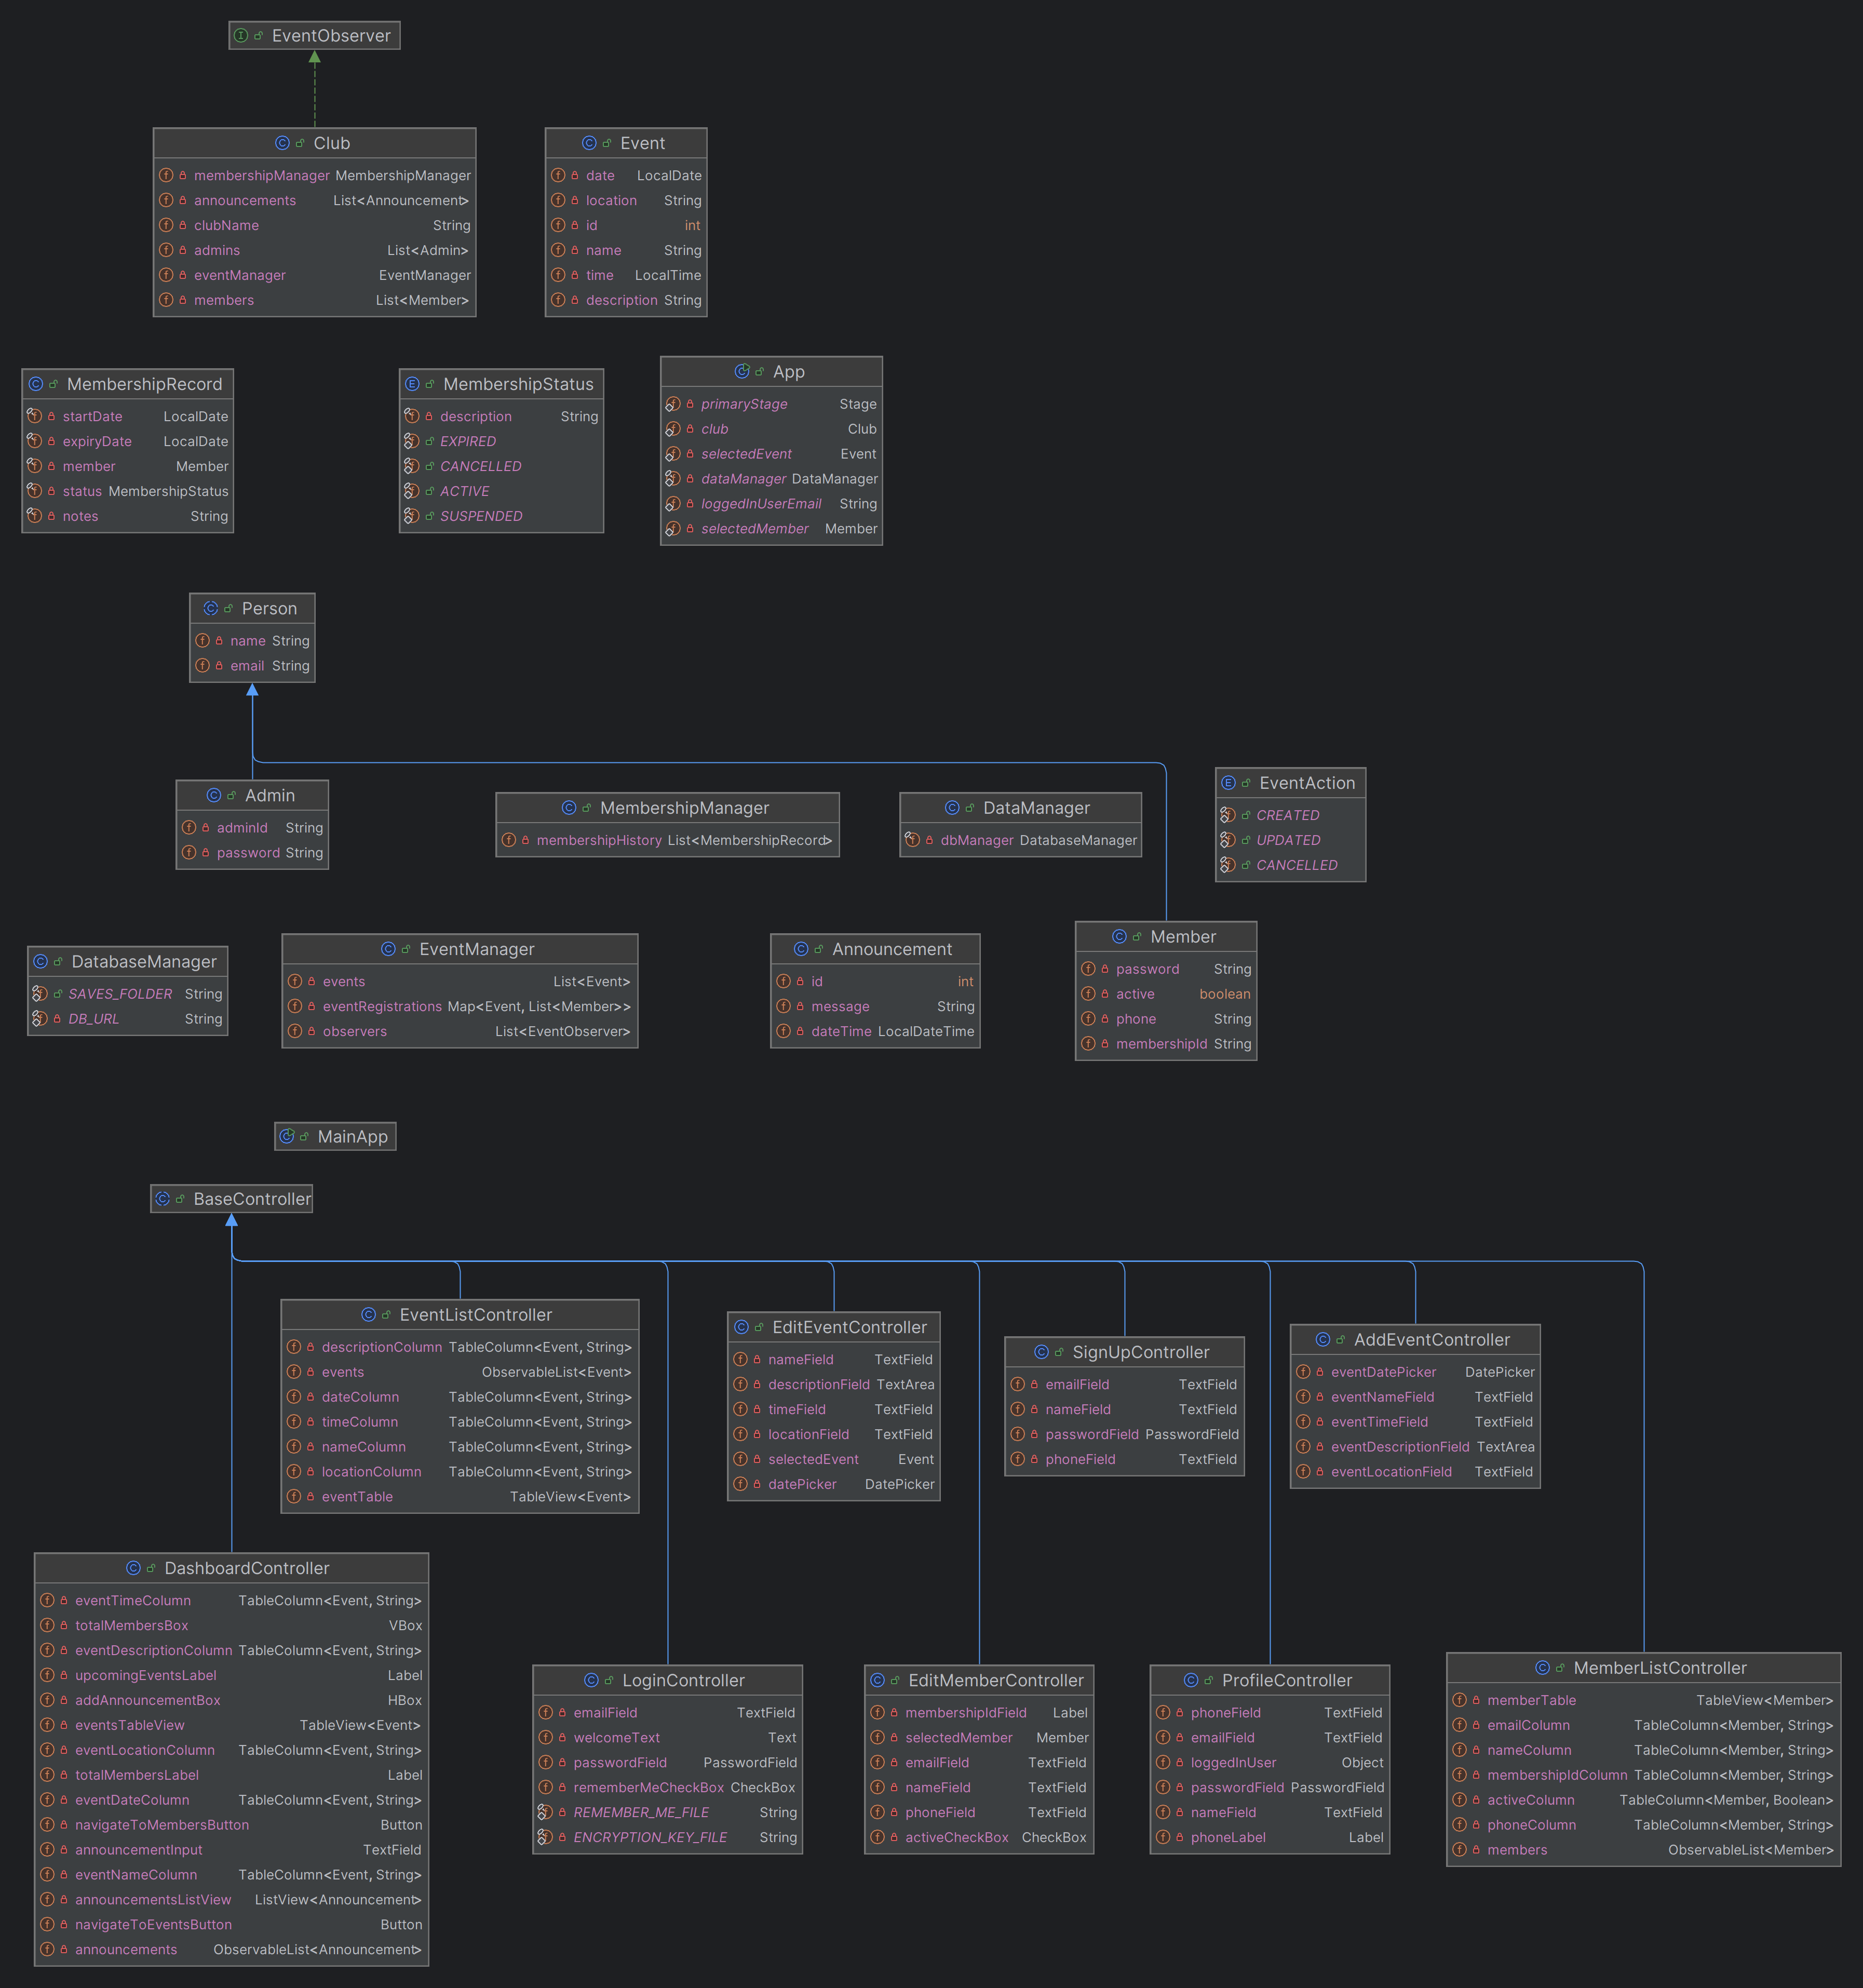 EventObserver
Club
membershipManager MembershipManager
announcements List<Announcement>
clubName String
admins List<Admin>
eventManager EventManager
members List<Member>
Event
date LocalDate
location String
id int
name String
time LocalTime
description String
MembershipRecord
startDate LocalDate
expiryDate LocalDate
member Member
status MembershipStatus
notes String
MembershipStatus
description String
EXPIRED
CANCELLED
ACTIVE
SUSPENDED
App
primaryStage Stage
club Club
selectedEvent Event
dataManager DataManager
loggedInUserEmail String
selectedMember Member
Person
name String
email String
Admin
adminId String
password String
MembershipManager
membershipHistory List<MembershipRecord>
DataManager
dbManager DatabaseManager
EventAction
CREATED
UPDATED
CANCELLED
DatabaseManager
SAVES_FOLDER String
DB_URL String
EventManager
events List<Event>
eventRegistrations Map<Event, List<Member>>
observers List<EventObserver>
Announcement
id int
message String
dateTime LocalDateTime
Member
password String
active boolean
phone String
membershipId String
MainApp
BaseController
EventListController
descriptionColumn TableColumn<Event, String>
events ObservableList<Event>
dateColumn TableColumn<Event, String>
timeColumn TableColumn<Event, String>
nameColumn TableColumn<Event, String>
locationColumn TableColumn<Event, String>
eventTable TableView<Event>
EditEventController
nameField TextField
descriptionField TextArea
timeField TextField
locationField TextField
selectedEvent Event
datePicker DatePicker
SignUpController
emailField TextField
nameField TextField
passwordField PasswordField
phoneField TextField
AddEventController
eventDatePicker DatePicker
eventNameField TextField
eventTimeField TextField
eventDescriptionField TextArea
eventLocationField TextField
DashboardController
eventTimeColumn TableColumn<Event, String>
totalMembersBox VBox
eventDescriptionColumn TableColumn<Event, String>
upcomingEventsLabel Label
addAnnouncementBox HBox
eventsTableView TableView<Event>
eventLocationColumn TableColumn<Event, String>
totalMembersLabel Label
eventDateColumn TableColumn<Event, String>
navigateToMembersButton Button
announcementInput TextField
eventNameColumn TableColumn<Event, String>
announcementsListView ListView<Announcement>
navigateToEventsButton Button
announcements ObservableList<Announcement>
LoginController
emailField TextField
welcomeText Text
passwordField PasswordField
rememberMeCheckBox CheckBox
REMEMBER_ME_FILE String
ENCRYPTION_KEY_FILE String
EditMemberController
membershipIdField Label
selectedMember Member
emailField TextField
nameField TextField
phoneField TextField
activeCheckBox CheckBox
ProfileController
phoneField TextField
emailField TextField
loggedInUser Object
passwordField PasswordField
nameField TextField
phoneLabel Label
MemberListController
memberTable TableView<Member>
emailColumn TableColumn<Member, String>
nameColumn TableColumn<Member, String>
membershipIdColumn TableColumn<Member, String>
activeColumn TableColumn<Member, Boolean>
phoneColumn TableColumn<Member, String>
members ObservableList<Member>